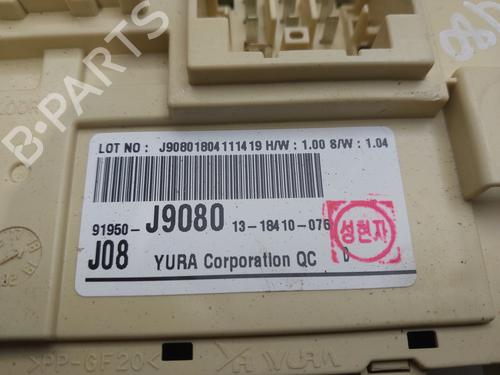 LOT NO : J90801804111419 H/W : 1.00 S/W : 1.04
91950-J9080 13-18410-076
성현자
J08 YURA Corporation QC D
>PP-GF20< YURA
B-PARTS